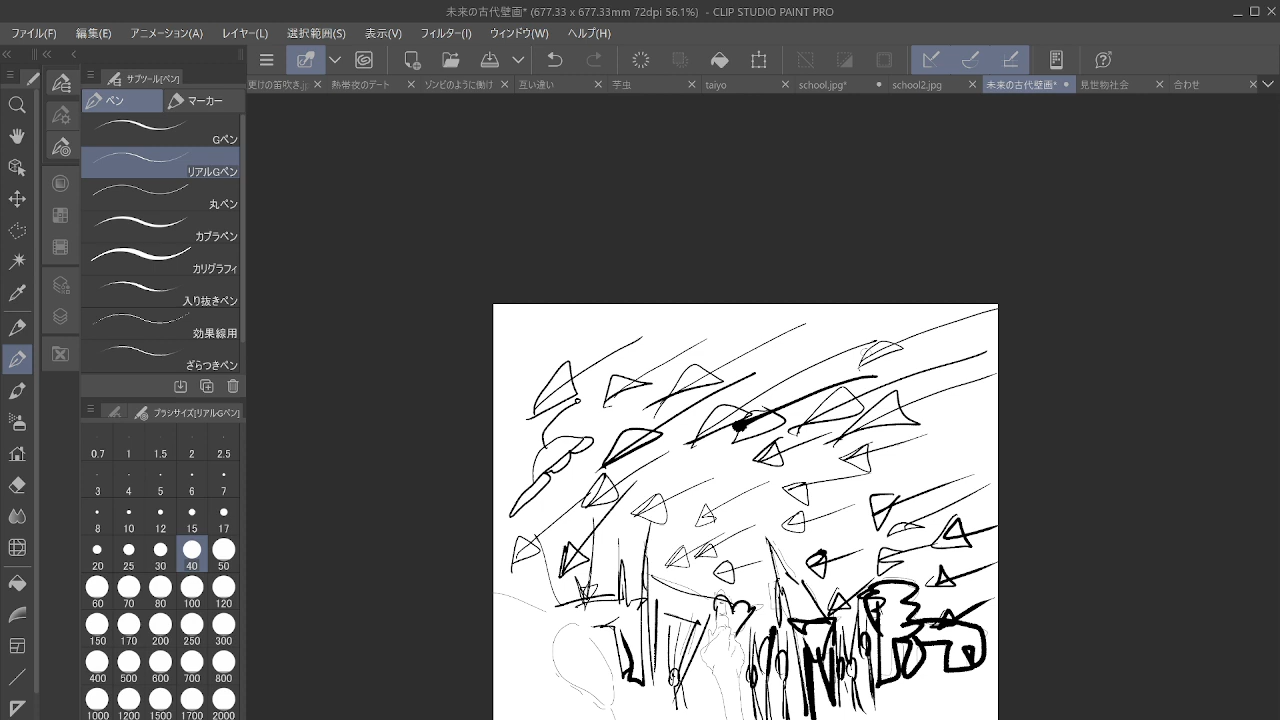 未来の古代壁画* (677.33 x 677.33mm 72dpi 56.1%) - CLIP STUDIO PAINT PRO
ファイル(F) 編集(E) アニメーション(A) レイヤー(L) 選択範囲(S) 表示(V) フィルター(I) ウィンドウ(W) ヘルプ(H)
サブツール[ペン]
更けの笛吹き.jp 熱帯夜のデート ゾンビのように働け 互い違い 芋虫 taiyo school.jpg* school2.jpg 未来の古代壁画* 見世物社会 合わせ
ペン マーカー
Gペン
リアルGペン
丸ペン
カブラペン
カリグラフィ
入り抜きペン
効果線用
ざらつきペン
ブラシサイズ[リアルGペン]
0.7 1 1.5 2 2.5
3 4 5 6 7
8 10 12 15 17
20 25 30 40 50
60 70 80 100 120
150 170 200 250 300
400 500 600 700 800
1000 1200 1500 1700 2000